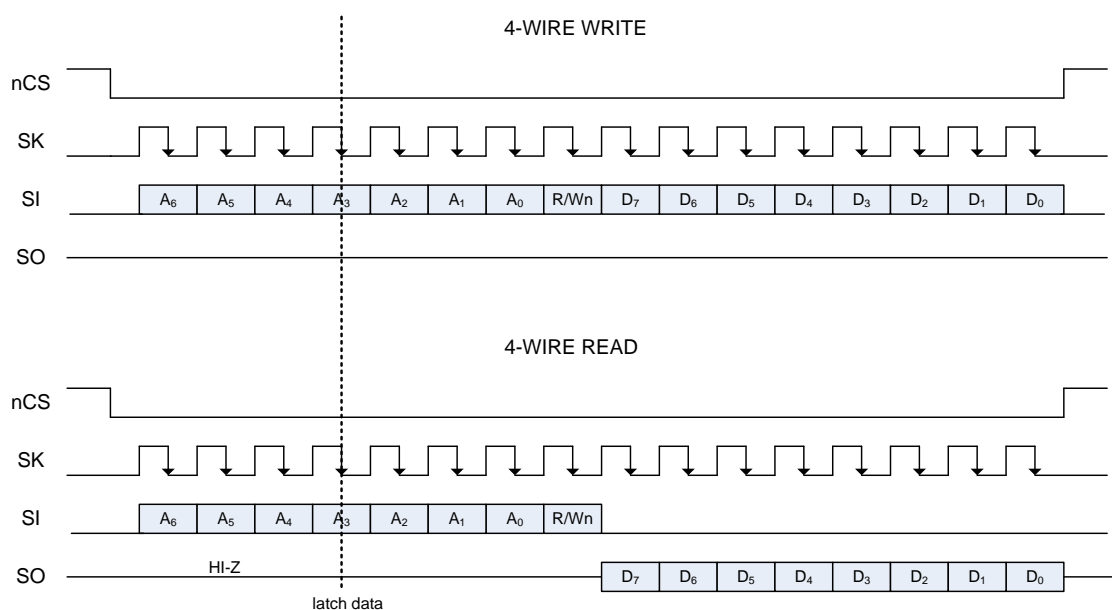 4-WIRE WRITE
nCS
SK
SI A₆ A₅ A₄ A₃ A₂ A₁ A₀ R/Wn D₇ D₆ D₅ D₄ D₃ D₂ D₁ D₀
SO
4-WIRE READ
nCS
SK
SI A₆ A₅ A₄ A₃ A₂ A₁ A₀ R/Wn
SO HI-Z D₇ D₆ D₅ D₄ D₃ D₂ D₁ D₀
latch data